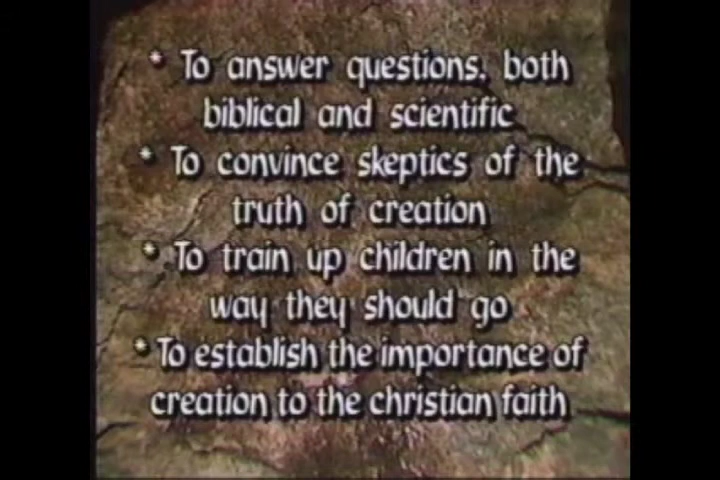 * To answer questions, both
biblical and scientific
* To convince skeptics of the
truth of creation
* To train up children in the
way they should go
* To establish the importance of
creation to the christian faith